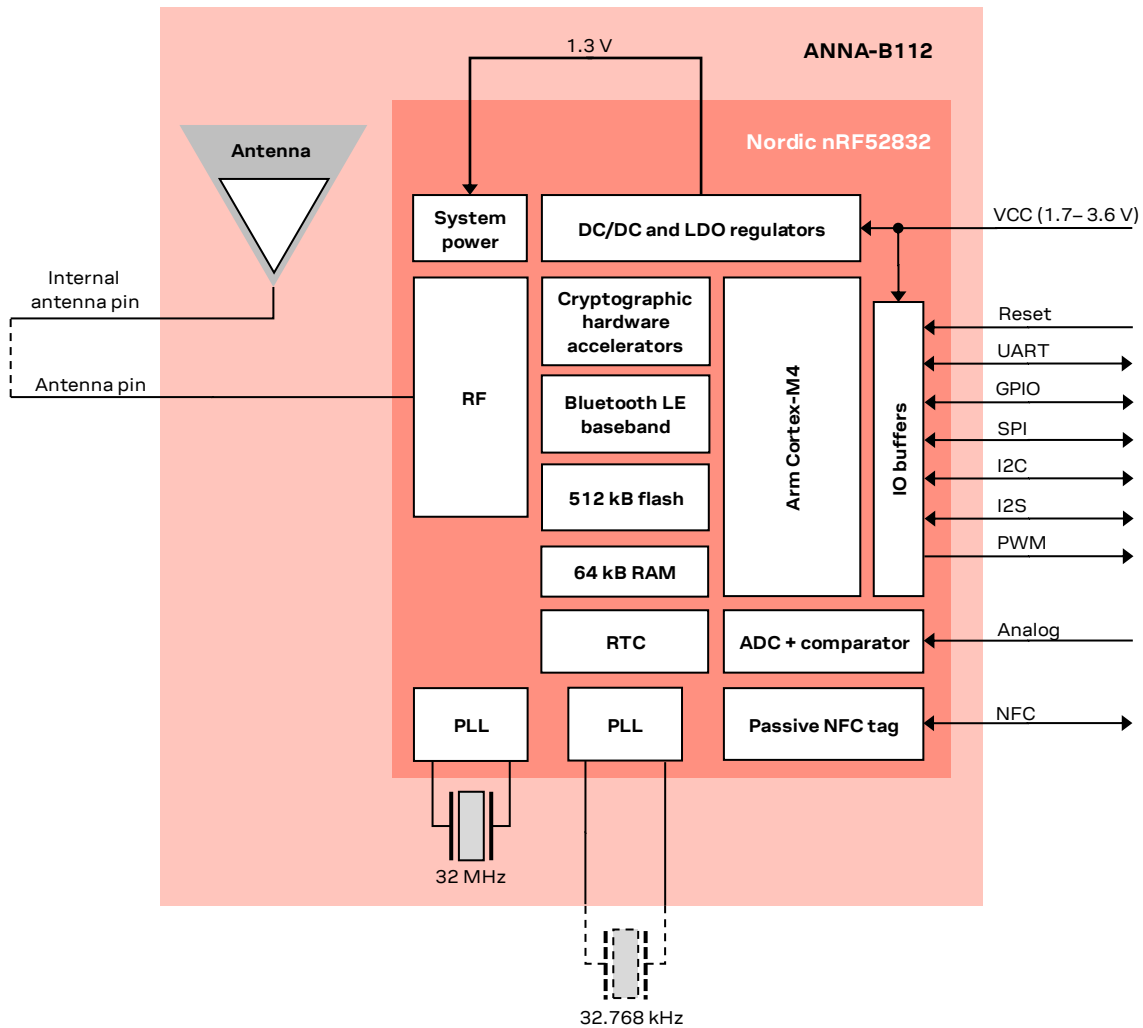 1.3 V
ANNA-B112
Nordic nRF52832
Antenna
System
power
DC/DC and LDO regulators
VCC (1.7– 3.6 V)
Internal
antenna pin
Antenna pin
RF
Cryptographic
hardware
accelerators
Bluetooth LE
baseband
512 kB flash
64 kB RAM
RTC
Arm Cortex-M4
IO buffers
Reset
UART
GPIO
SPI
I2C
I2S
PWM
ADC + comparator
Analog
PLL
PLL
Passive NFC tag
NFC
32 MHz
32.768 kHz